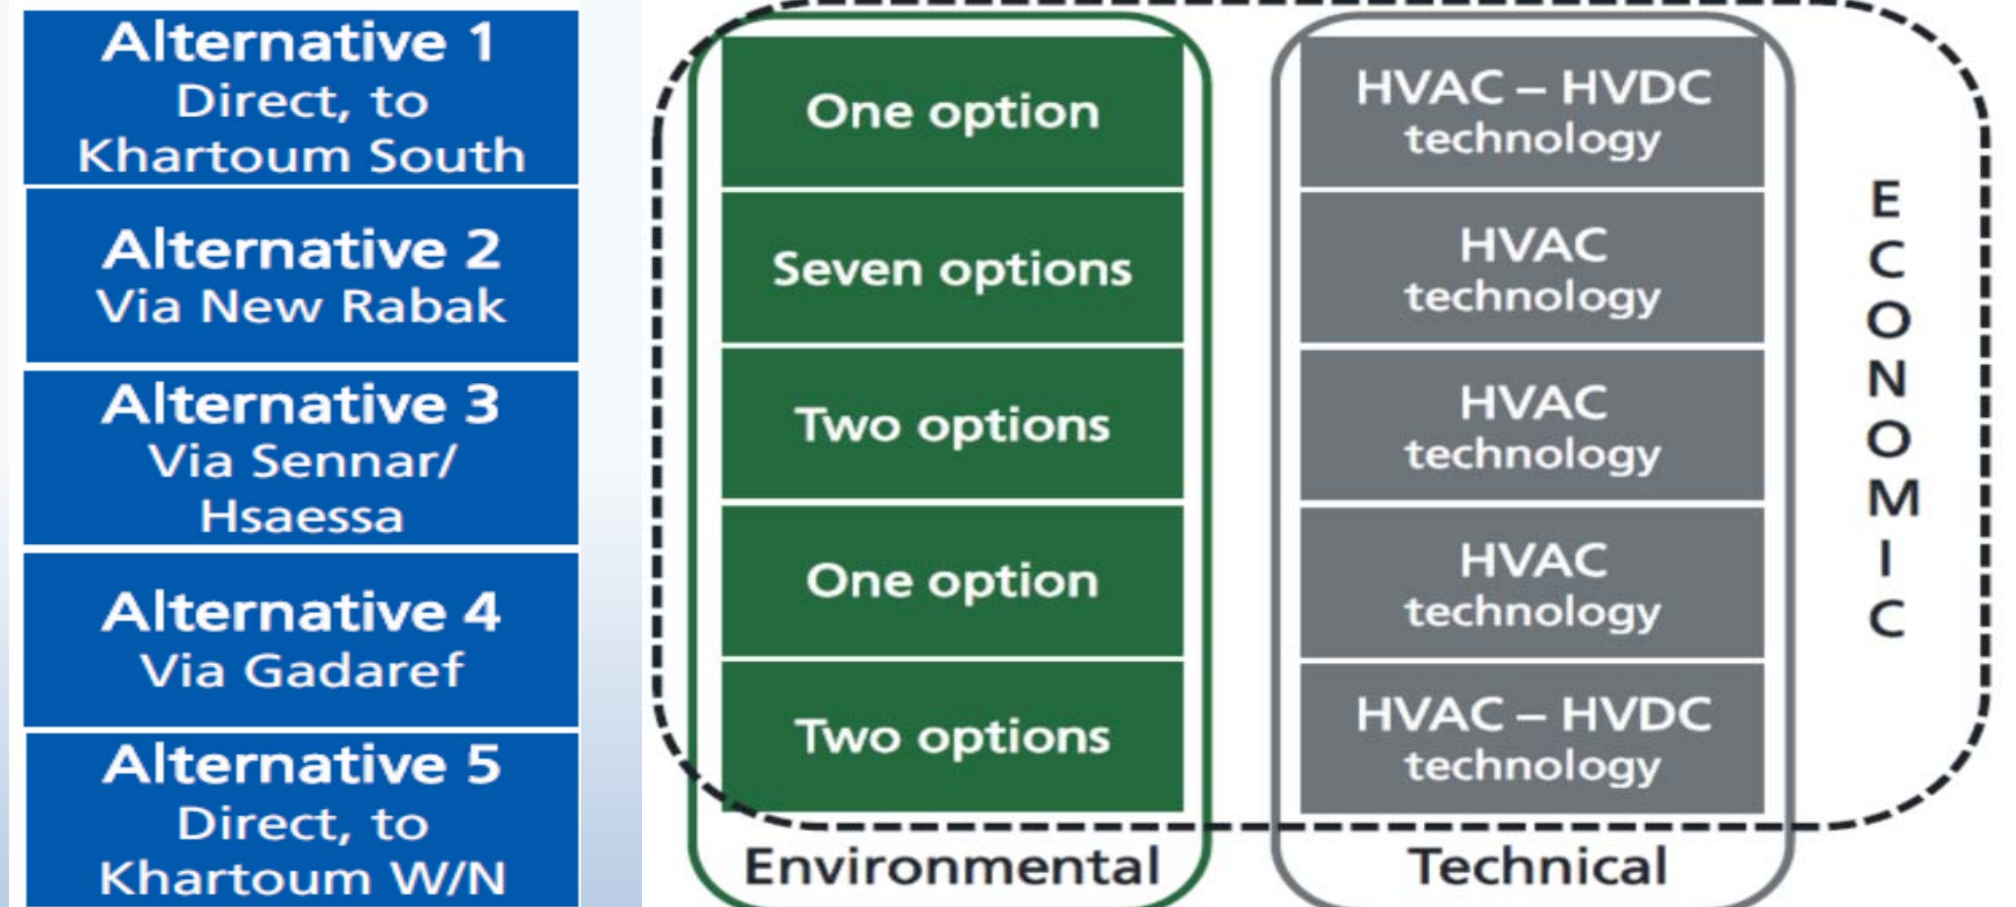 Alternative 1
Direct, to
Khartoum South
Alternative 2
Via New Rabak
Alternative 3
Via Sennar/
Hsaessa
Alternative 4
Via Gadaref
Alternative 5
Direct, to
Khartoum W/N
One option
Seven options
Two options
One option
Two options
Environmental
HVAC – HVDC
technology
HVAC
technology
HVAC
technology
HVAC
technology
HVAC – HVDC
technology
Technical
E
C
O
N
O
M
I
C